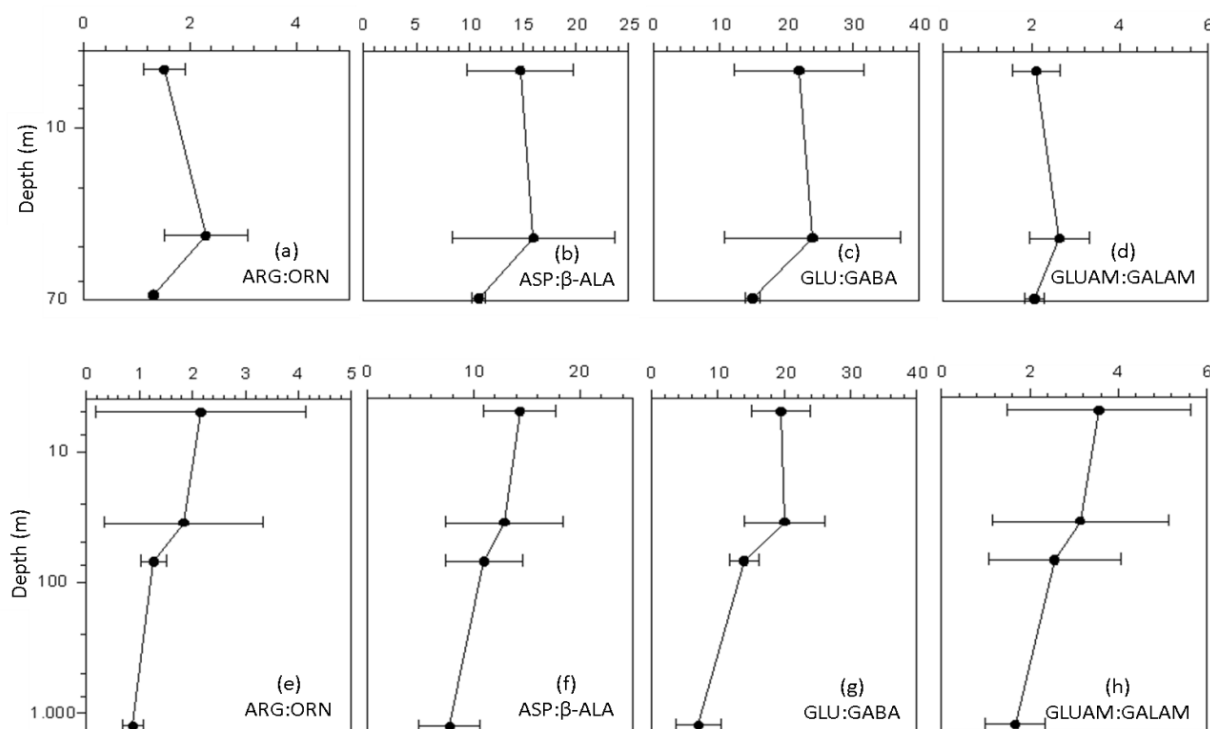 0 2 4
0 5 10 15 20 25
0 10 20 30 40
0 2 4 6
Depth (m)
10
70
(a)
ARG:ORN
(b)
ASP:β-ALA
(c)
GLU:GABA
(d)
GLUAM:GALAM
0 1 2 3 4 5
0 10 20
0 10 20 30 40
0 2 4 6
Depth (m)
10
100
1.000
(e)
ARG:ORN
(f)
ASP:β-ALA
(g)
GLU:GABA
(h)
GLUAM:GALAM